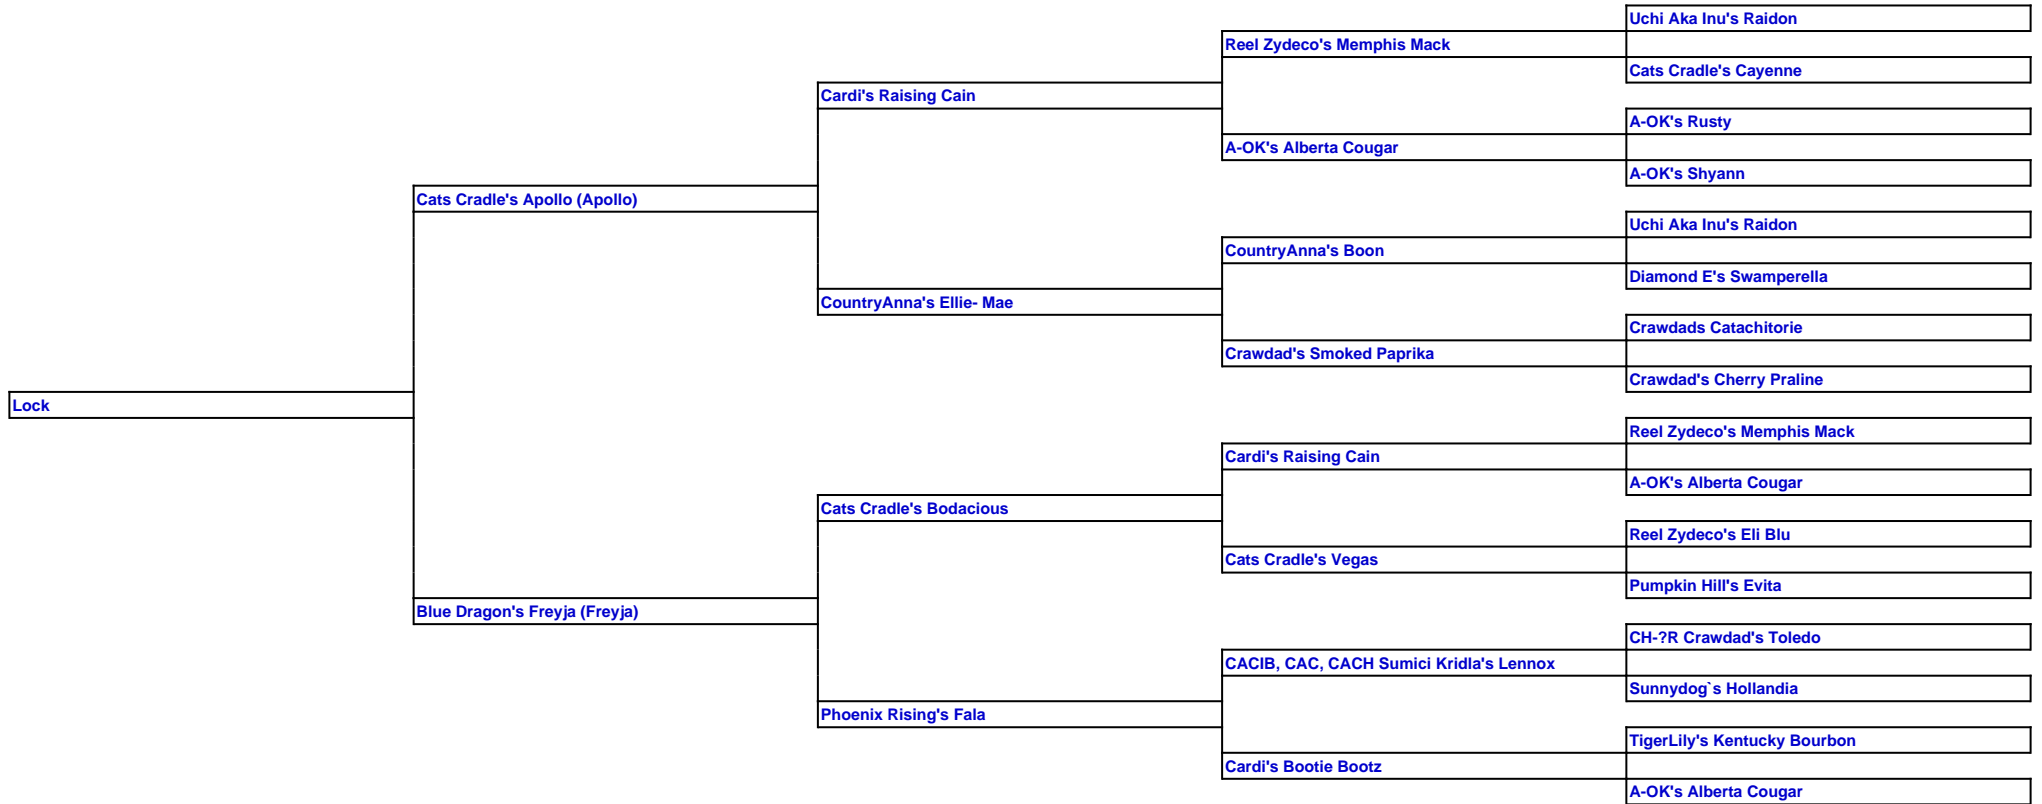 Uchi Aka Inu's Raidon
Reel Zydeco's Memphis Mack
Cats Cradle's Cayenne
Cardi's Raising Cain
A-OK's Rusty
A-OK's Alberta Cougar
A-OK's Shyann
Cats Cradle's Apollo (Apollo)
Uchi Aka Inu's Raidon
CountryAnna's Boon
Diamond E's Swamperella
CountryAnna's Ellie- Mae
Crawdads Catachitorie
Crawdad's Smoked Paprika
Crawdad's Cherry Praline
Lock
Reel Zydeco's Memphis Mack
Cardi's Raising Cain
A-OK's Alberta Cougar
Cats Cradle's Bodacious
Reel Zydeco's Eli Blu
Cats Cradle's Vegas
Pumpkin Hill's Evita
Blue Dragon's Freyja (Freyja)
CH-?R Crawdad's Toledo
CACIB, CAC, CACH Sumici Kridla's Lennox
Sunnydog`s Hollandia
Phoenix Rising's Fala
TigerLily's Kentucky Bourbon
Cardi's Bootie Bootz
A-OK's Alberta Cougar